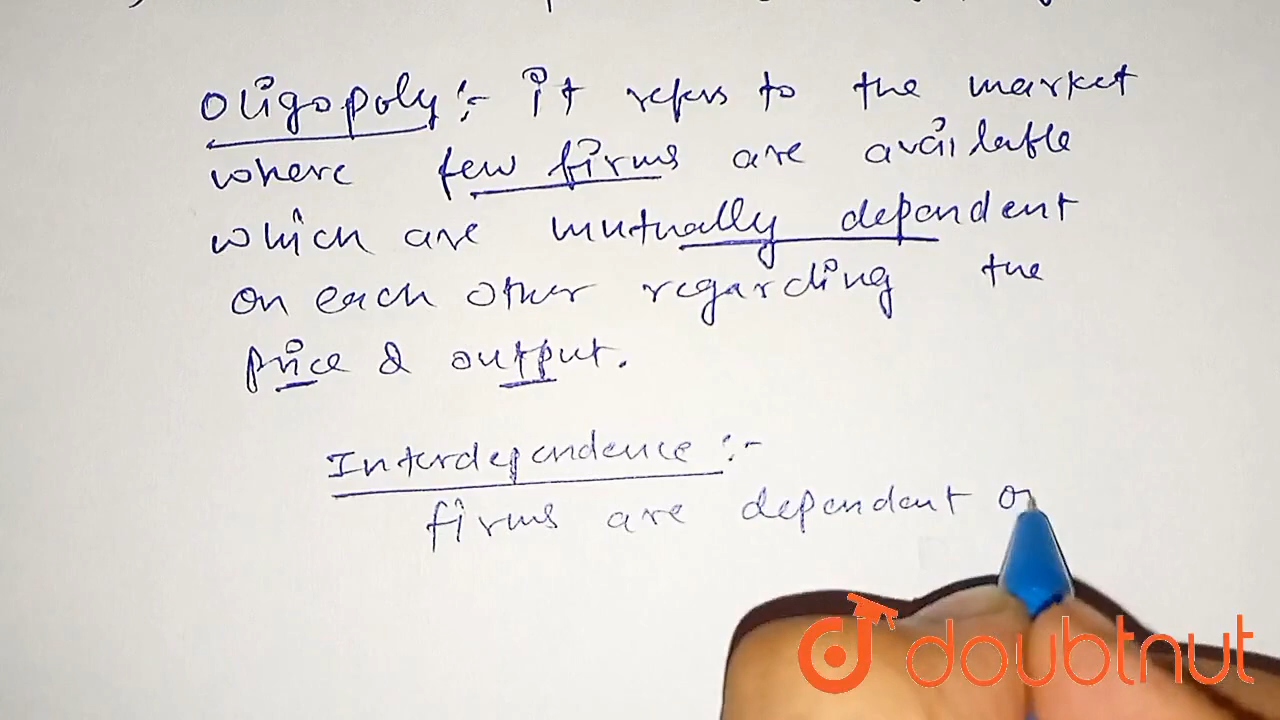 Oligopoly :- It refers to the market
where few firms are available
which are mutually dependent
on each other regarding the
price & output.
Interdependence :-
firms are dependent o
doubtnut